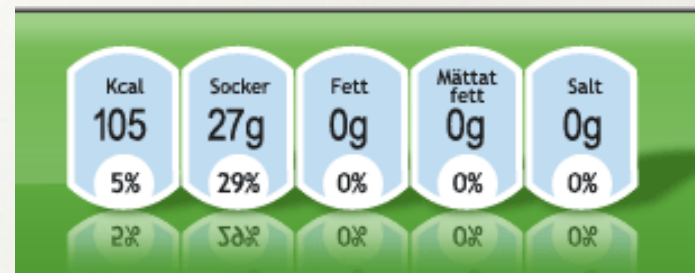 Kcal
105
5%
Socker
27g
29%
Fett
0g
0%
Mättat
fett
0g
0%
Salt
0g
0%